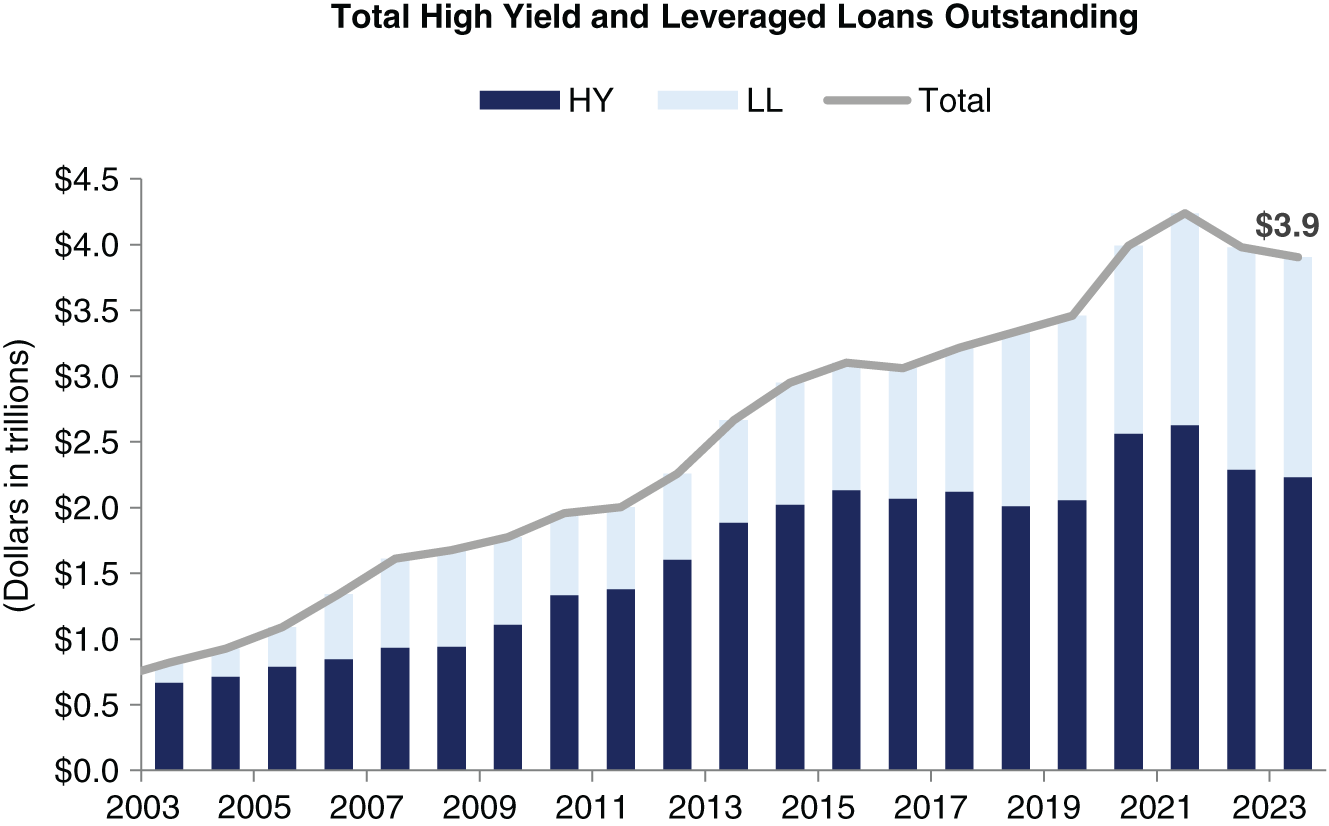 Total High Yield and Leveraged Loans Outstanding
HY LL Total
$4.5
$4.0
$3.5
$3.0
$2.5
$2.0
$1.5
$1.0
$0.5
$0.0
(Dollars in trillions)
$3.9
2003 2005 2007 2009 2011 2013 2015 2017 2019 2021 2023